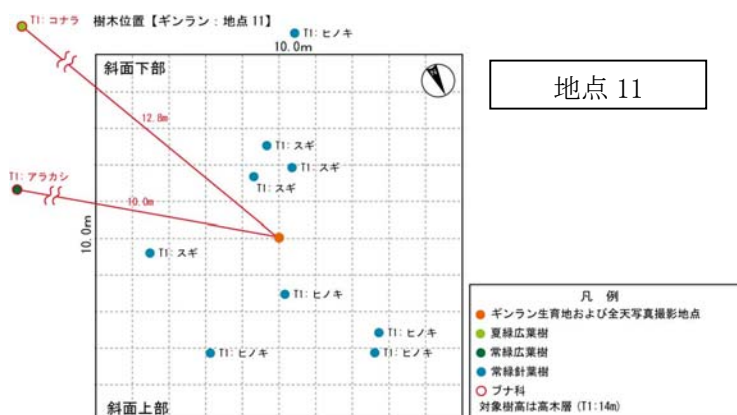 T1: コナラ 樹木位置【ギンラン：地点 11】
T1: ヒノキ
10.0m
斜面下部
地点 11
12.8m
T1: スギ
T1: スギ
T1: スギ
T1: アラカシ
10.0m
10.0m
T1: スギ
T1: ヒノキ
T1: ヒノキ
T1: ヒノキ
T1: ヒノキ
斜面上部
凡 例
ギンラン生育地および全天写真撮影地点
夏緑広葉樹
常緑広葉樹
常緑針葉樹
ブナ科
対象樹高は高木層 (T1:14m)